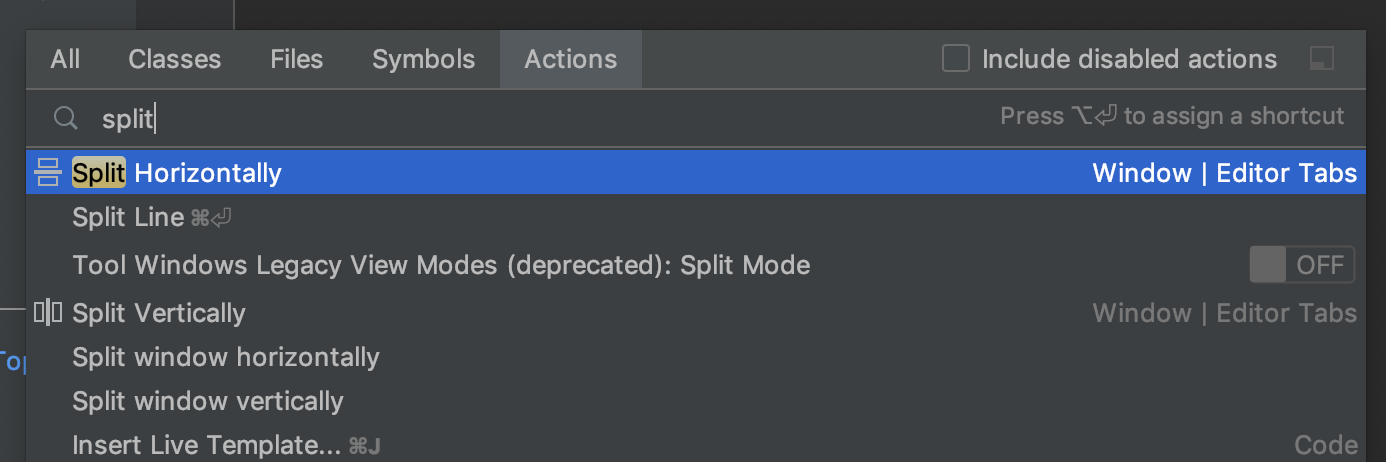 All Classes Files Symbols Actions Include disabled actions
split Press ⌥⏎ to assign a shortcut
Split Horizontally Window | Editor Tabs
Split Line ⌘⏎
Tool Windows Legacy View Modes (deprecated): Split Mode OFF
Split Vertically Window | Editor Tabs
Split window horizontally
Split window vertically
Insert Live Template... ⌘J Code